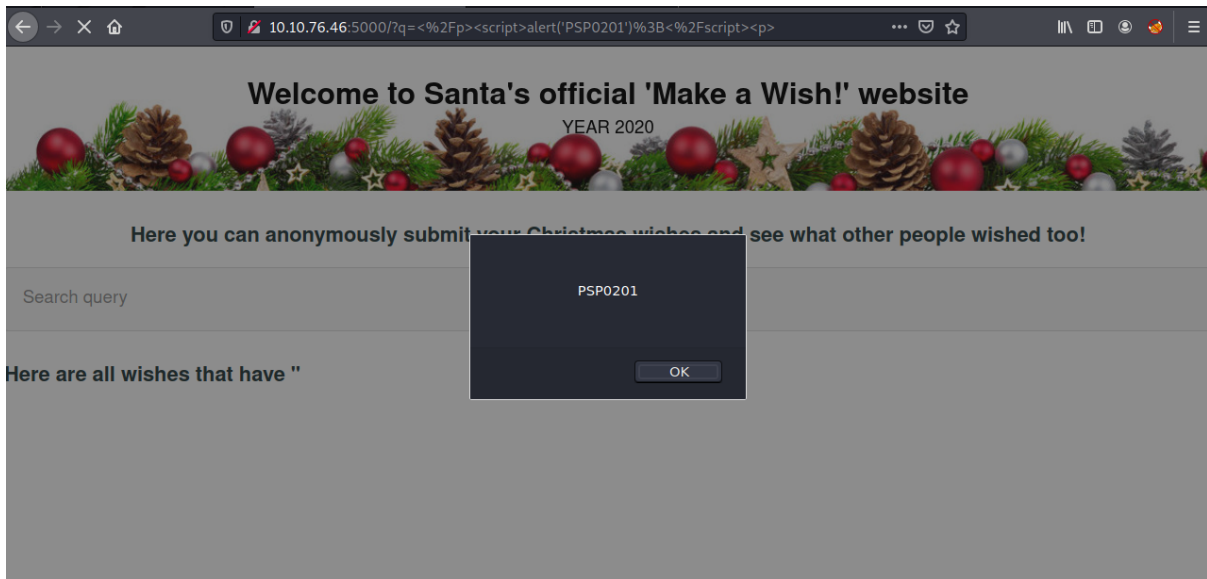 10.10.76.46:5000/?q=<%2Fp><script>alert('PSP0201')%3B<%2Fscript><p>
Welcome to Santa's official 'Make a Wish!' website
YEAR 2020
Here you can anonymously submit your Christmas wishes and see what other people wished too!
Search query
PSP0201
OK
Here are all wishes that have "